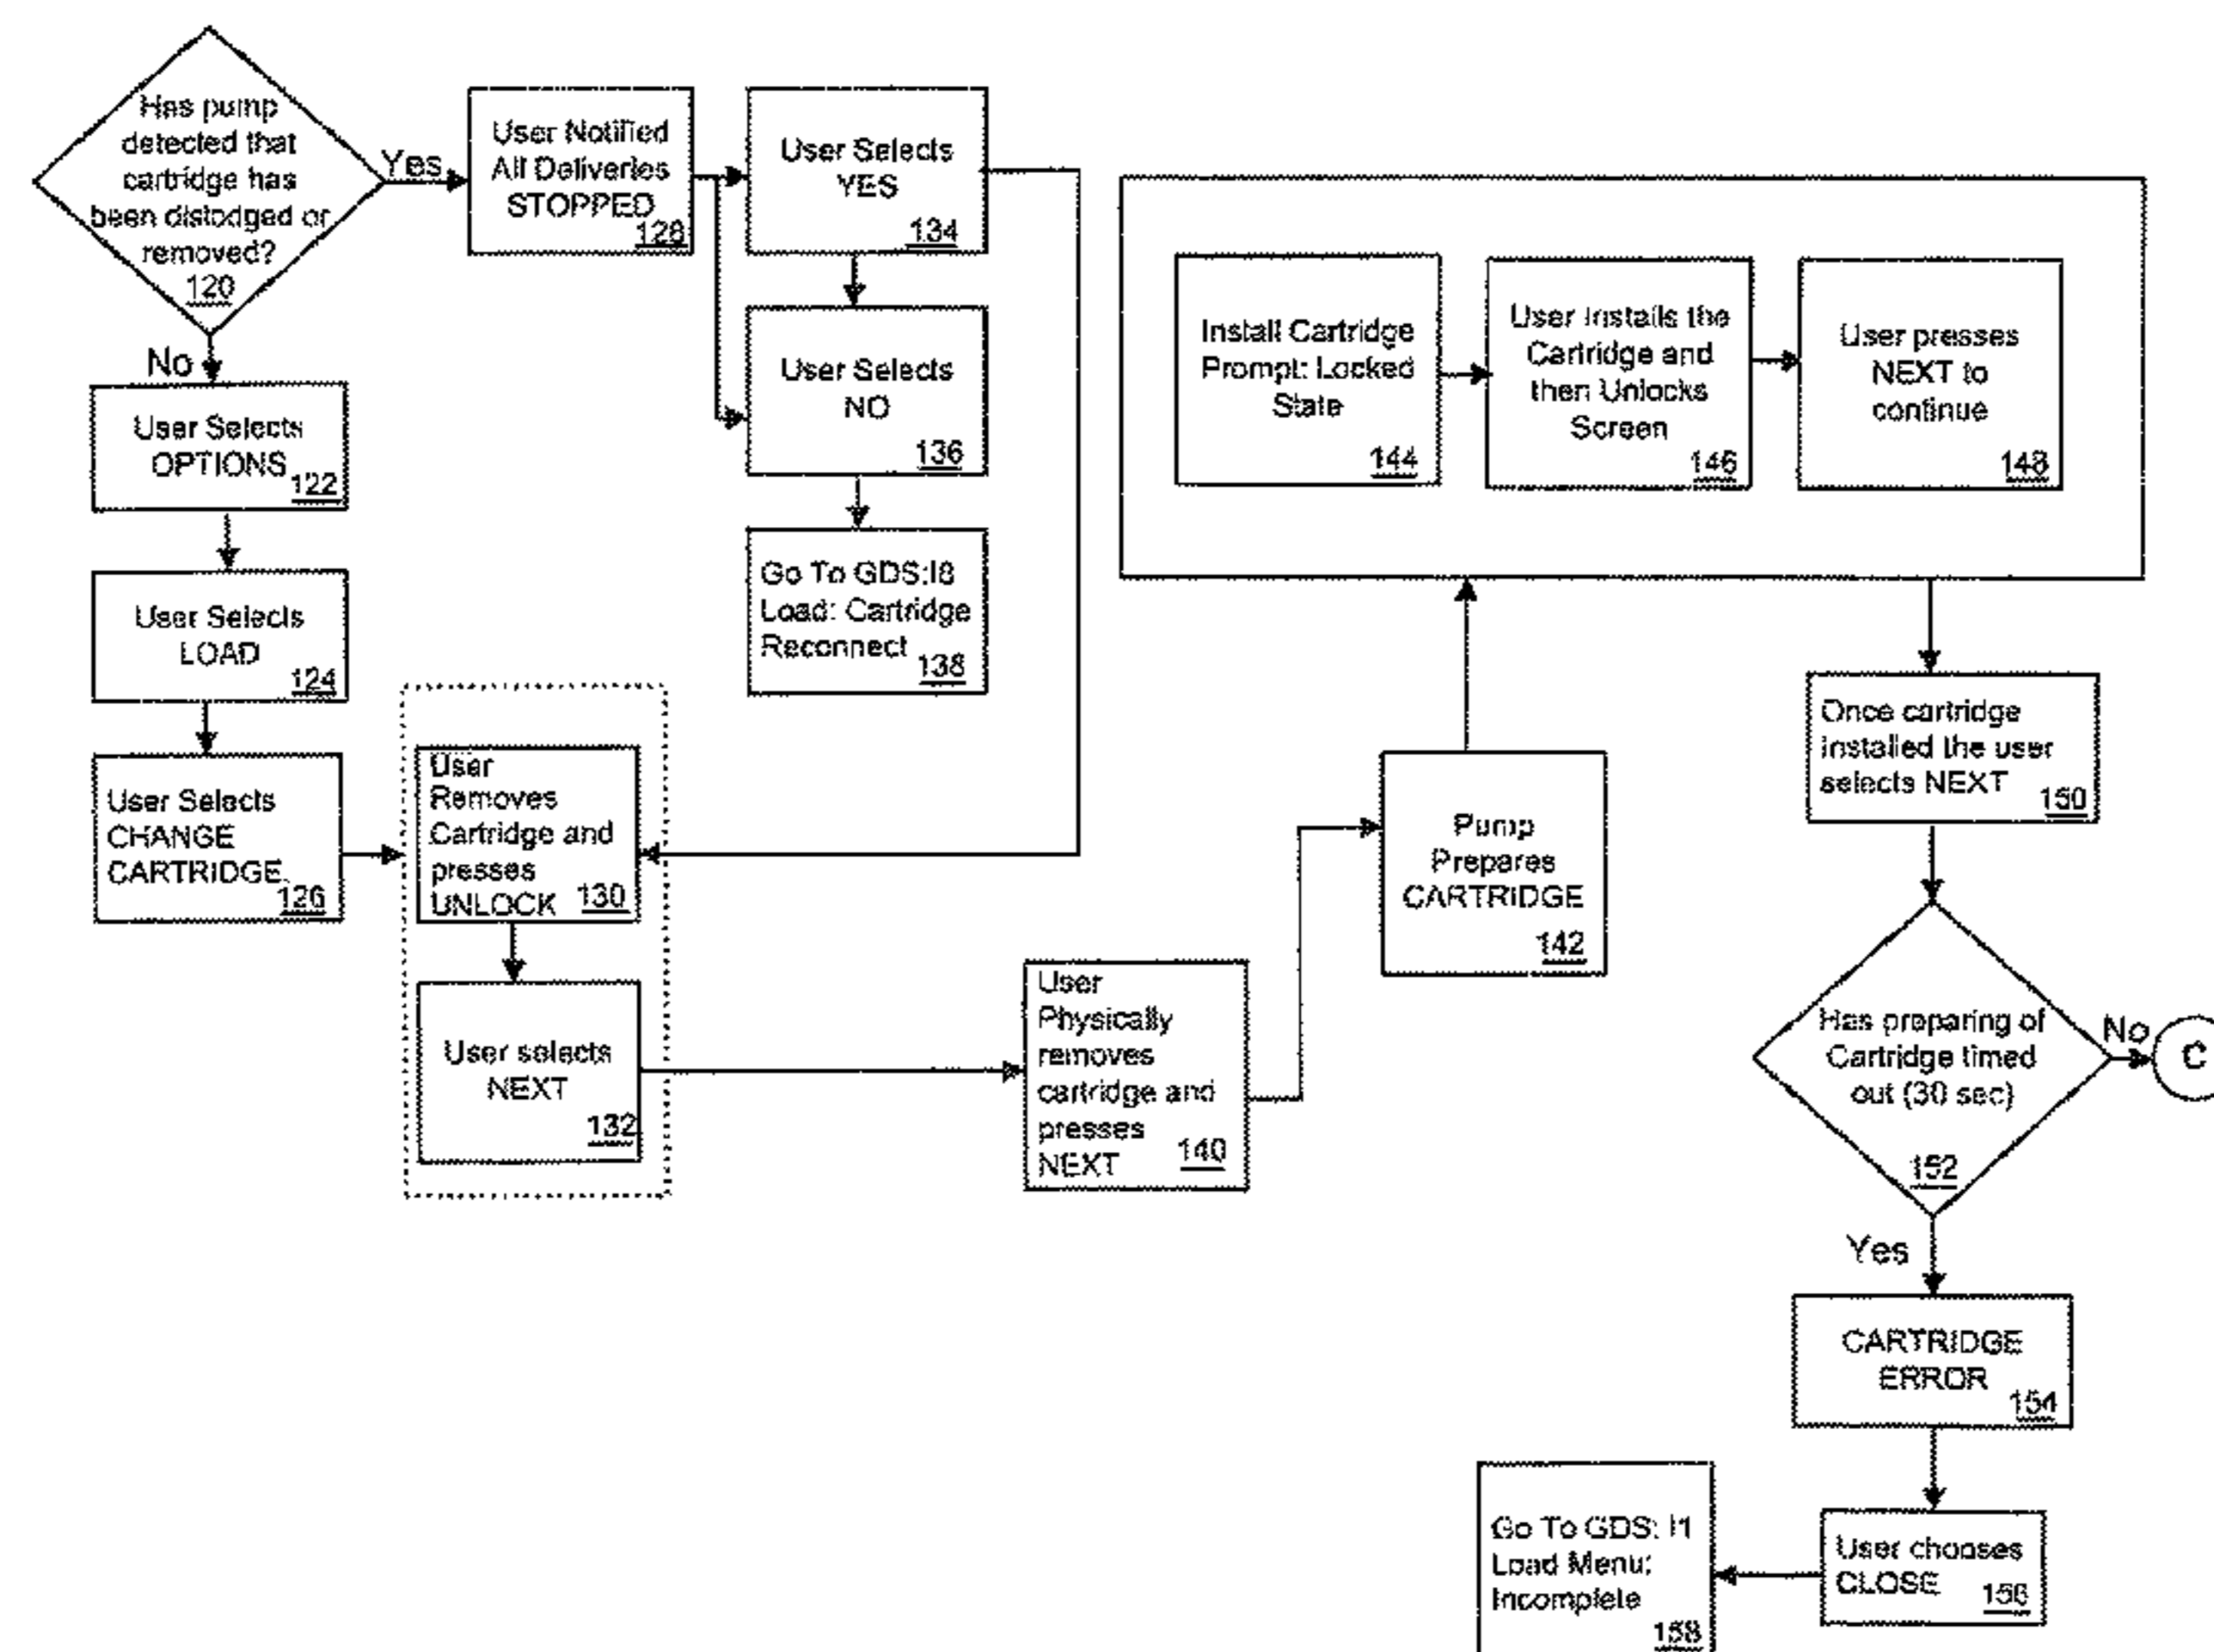 Has pump
detected that
cartridge has
been dislodged or
removed?
120
Yes
No
User Notified
All Deliveries
STOPPED
128
User Selects
YES
134
User Selects
NO
136
Go To GDS:I8
Load: Cartridge
Reconnect
138
User Selects
OPTIONS
122
User Selects
LOAD
124
User Selects
CHANGE
CARTRIDGE
126
User
Removes
Cartridge and
presses
UNLOCK
130
User selects
NEXT
132
User
Physically
removes
cartridge and
presses
NEXT
140
Pump
Prepares
CARTRIDGE
142
Install Cartridge
Prompt: Locked
State
144
User Installs the
Cartridge and
then Unlocks
Screen
146
User presses
NEXT to
continue
148
Once cartridge
installed the user
selects NEXT
150
Has preparing of
Cartridge timed
out (30 sec)
152
No
C
Yes
CARTRIDGE
ERROR
154
User chooses
CLOSE
156
Go To GDS: I1
Load Menu:
Incomplete
158